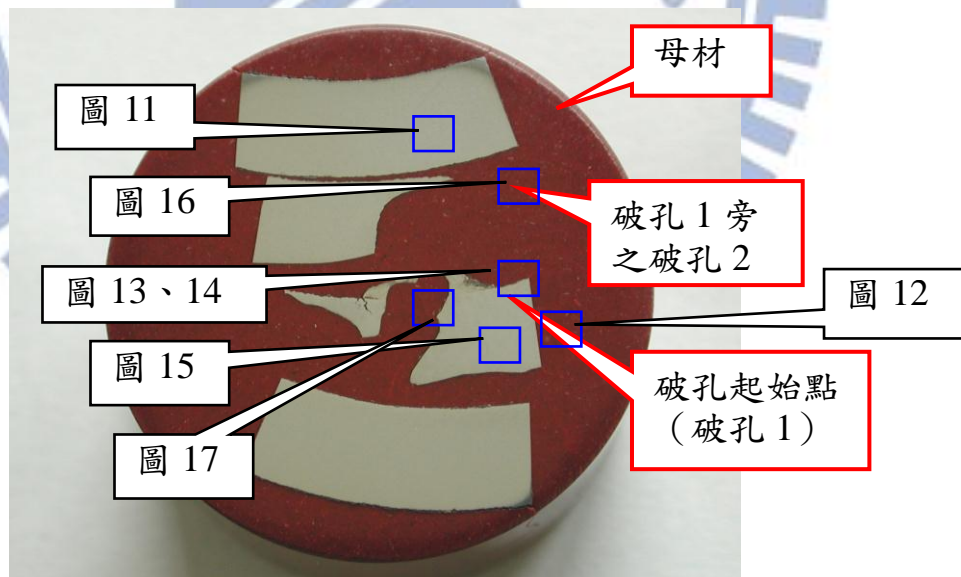 母材
圖 11
圖 16
破孔 1 旁
之破孔 2
圖 13、14
圖 12
圖 15
破孔起始點
（破孔 1）
圖 17